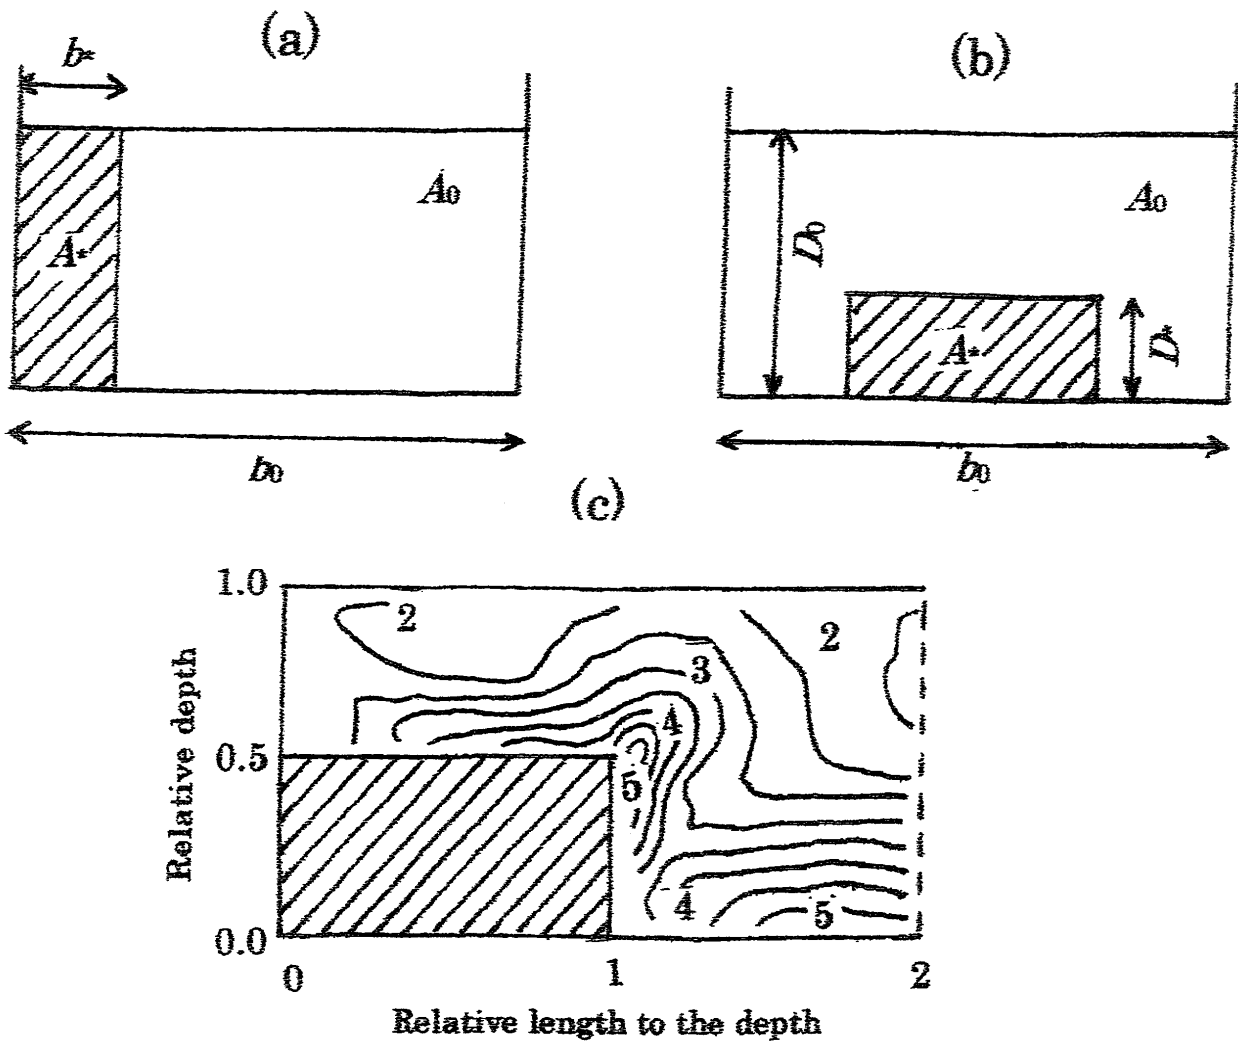 (a)
b*
A₀
A*
b₀
(b)
A₀
D₀
A*
D*
b₀
(c)
1.0
2
2
3
4
0.5
5
Relative depth
4
5
0.0
0
1
2
Relative length to the depth